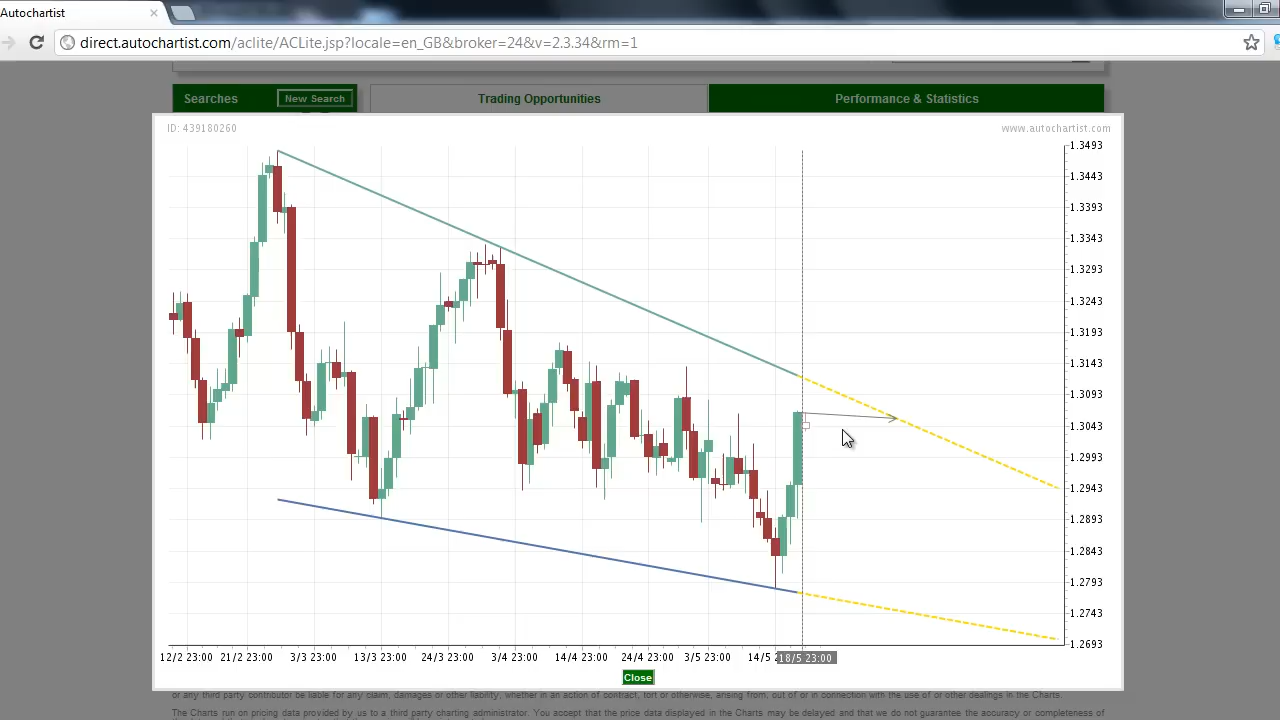 Autochartist
direct.autochartist.com/aclite/ACLite.jsp?locale=en_GB&broker=24&v=2.3.34&rm=1
Searches
New Search
Trading Opportunities
Performance & Statistics
ID: 439180260
www.autochartist.com
1.3493
1.3443
1.3393
1.3343
1.3293
1.3243
1.3193
1.3143
1.3093
1.3043
1.2993
1.2943
1.2893
1.2843
1.2793
1.2743
1.2693
12/2 23:00 21/2 23:00 3/3 23:00 13/3 23:00 24/3 23:00 3/4 23:00 14/4 23:00 24/4 23:00 3/5 23:00 14/5 18/5 23:00
Close
or any third party contributor be liable for any claim, damages or other liability, whether in an action of contract, tort or otherwise, arising from, out of or in connection with the use of or other dealings in the Charts.
The Charts run on pricing data provided by us to a third party charting administrator. You accept that the price data displayed in the Charts may be delayed and that we do not guarantee the accuracy or completeness of